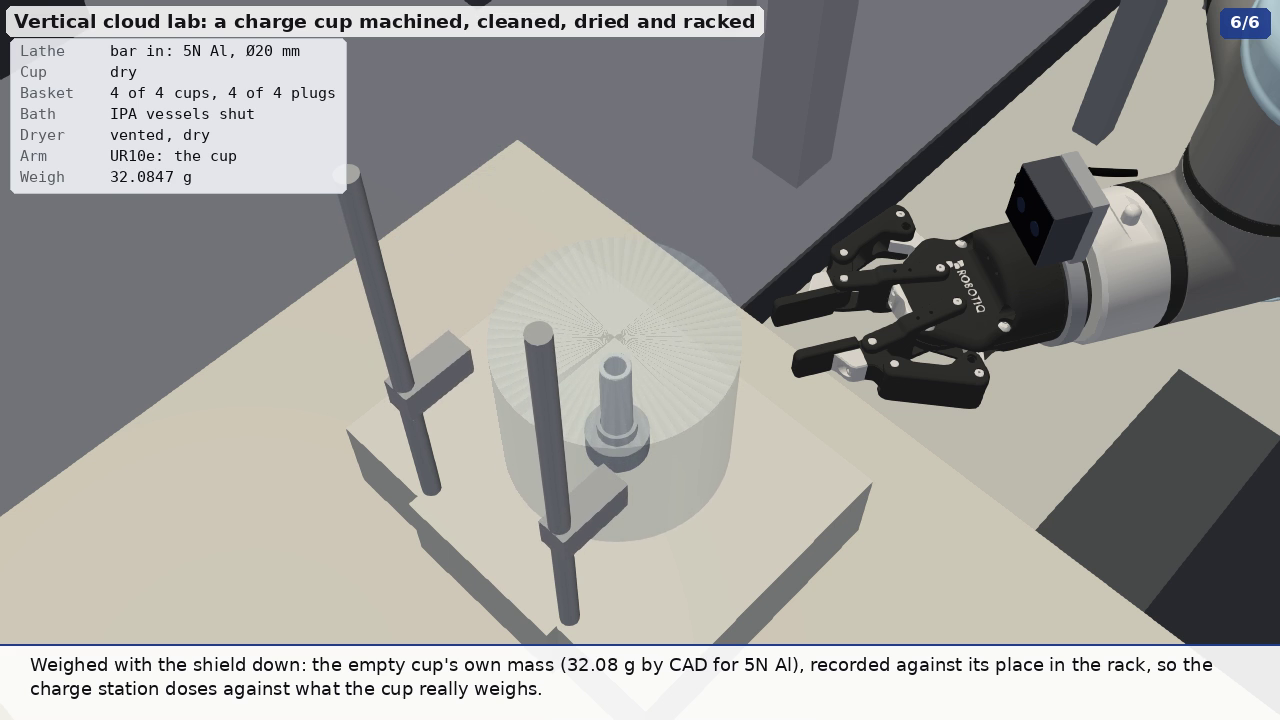 Vertical cloud lab: a charge cup machined, cleaned, dried and racked
6/6
Lathe bar in: 5N Al, Ø20 mm
Cup dry
Basket 4 of 4 cups, 4 of 4 plugs
Bath IPA vessels shut
Dryer vented, dry
Arm UR10e: the cup
Weigh 32.0847 g
ROBOTIQ
Weighed with the shield down: the empty cup's own mass (32.08 g by CAD for 5N Al), recorded against its place in the rack, so the
charge station doses against what the cup really weighs.